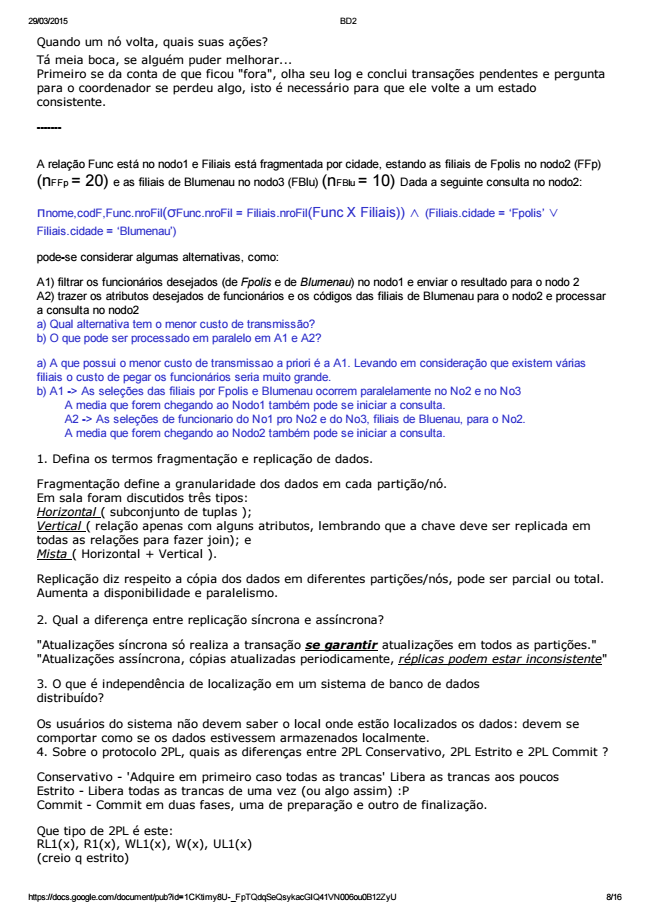 29/03/2015 BD2
Quando um nó volta, quais suas ações?
Tá meia boca, se alguém puder melhorar...
Primeiro se da conta de que ficou "fora", olha seu log e conclui transações pendentes e pergunta
para o coordenador se perdeu algo, isto é necessário para que ele volte a um estado
consistente.
-------
A relação Func está no nodo1 e Filiais está fragmentada por cidade, estando as filiais de Fpolis no nodo2 (FFp)
(nFFp = 20) e as filiais de Blumenau no nodo3 (FBlu) (nFBlu = 10) Dada a seguinte consulta no nodo2:
πnome,codF,Func.nroFil(σFunc.nroFil = Filiais.nroFil(Func X Filiais)) ∧ (Filiais.cidade = 'Fpolis' ∨
Filiais.cidade = 'Blumenau')
pode-se considerar algumas alternativas, como:
A1) filtrar os funcionários desejados (de Fpolis e de Blumenau) no nodo1 e enviar o resultado para o nodo 2
A2) trazer os atributos desejados de funcionários e os códigos das filiais de Blumenau para o nodo2 e processar
a consulta no nodo2
a) Qual alternativa tem o menor custo de transmissão?
b) O que pode ser processado em paralelo em A1 e A2?
a) A que possui o menor custo de transmissao a priori é a A1. Levando em consideração que existem várias
filiais o custo de pegar os funcionários seria muito grande.
b) A1 -> As seleções das filiais por Fpolis e Blumenau ocorrem paralelamente no No2 e no No3
A media que forem chegando ao Nodo1 também pode se iniciar a consulta.
A2 -> As seleções de funcionario do No1 pro No2 e do No3, filiais de Bluenau, para o No2.
A media que forem chegando ao Nodo2 também pode se iniciar a consulta.
1. Defina os termos fragmentação e replicação de dados.
Fragmentação define a granularidade dos dados em cada partição/nó.
Em sala foram discutidos três tipos:
Horizontal ( subconjunto de tuplas );
Vertical ( relação apenas com alguns atributos, lembrando que a chave deve ser replicada em
todas as relações para fazer join); e
Mista ( Horizontal + Vertical ).
Replicação diz respeito a cópia dos dados em diferentes partições/nós, pode ser parcial ou total.
Aumenta a disponibilidade e paralelismo.
2. Qual a diferença entre replicação síncrona e assíncrona?
"Atualizações síncrona só realiza a transação se garantir atualizações em todos as partições."
"Atualizações assíncrona, cópias atualizadas periodicamente, réplicas podem estar inconsistente"
3. O que é independência de localização em um sistema de banco de dados
distribuído?
Os usuários do sistema não devem saber o local onde estão localizados os dados: devem se
comportar como se os dados estivessem armazenados localmente.
4. Sobre o protocolo 2PL, quais as diferenças entre 2PL Conservativo, 2PL Estrito e 2PL Commit ?
Conservativo - 'Adquire em primeiro caso todas as trancas' Libera as trancas aos poucos
Estrito - Libera todas as trancas de uma vez (ou algo assim) :P
Commit - Commit em duas fases, uma de preparação e outro de finalização.
Que tipo de 2PL é este:
RL1(x), R1(x), WL1(x), W(x), UL1(x)
(creio q estrito)
https://docs.google.com/document/pub?id=1CKtimy8U-_FpTQdqSeQsykacGIQ41VN006ou0B12ZyU 8/16